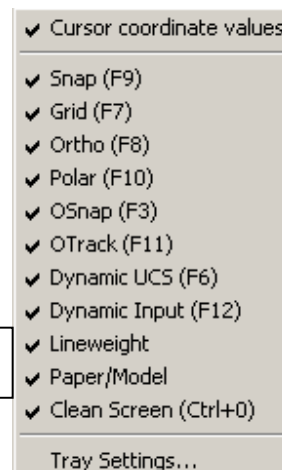 Cursor coordinate values
Snap (F9)
Grid (F7)
Ortho (F8)
Polar (F10)
OSnap (F3)
OTrack (F11)
Dynamic UCS (F6)
Dynamic Input (F12)
Lineweight
Paper/Model
Clean Screen (Ctrl+0)
Tray Settings...